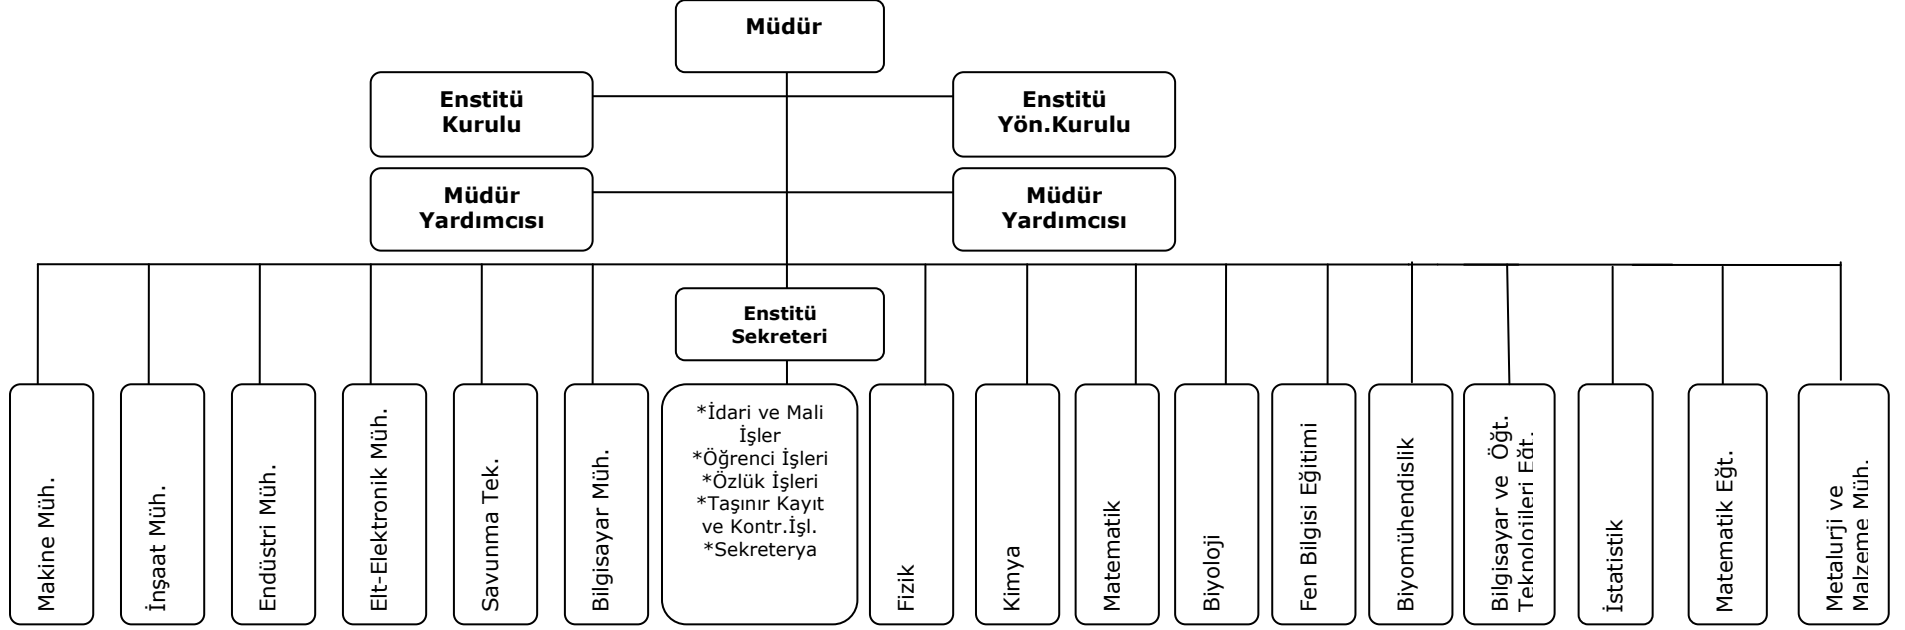 Müdür
Enstitü
Kurulu
Enstitü
Yön.Kurulu
Müdür
Yardımcısı
Müdür
Yardımcısı
Enstitü
Sekreteri
Makine Müh.
İnşaat Müh.
Endüstri Müh.
Elt-Elektronik Müh.
Savunma Tek.
Bilgisayar Müh.
*İdari ve Mali
İşler
*Öğrenci İşleri
*Özlük İşleri
*Taşınır Kayıt
ve Kontr.İşl.
*Sekreterya
Fizik
Kimya
Matematik
Biyoloji
Fen Bilgisi Eğitimi
Biyomühendislik
Bilgisayar ve Öğt.
Teknolojileri Eğt.
İstatistik
Matematik Eğt.
Metalurji ve
Malzeme Müh.